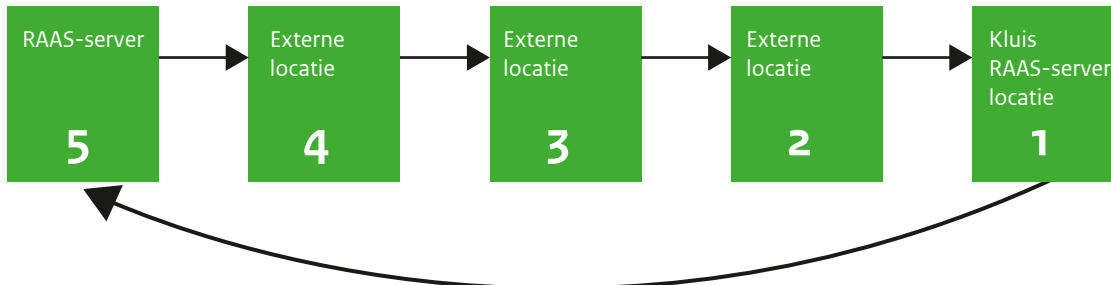 RAAS-server
5
Externe
locatie
4
Externe
locatie
3
Externe
locatie
2
Kluis
RAAS-server
locatie
1